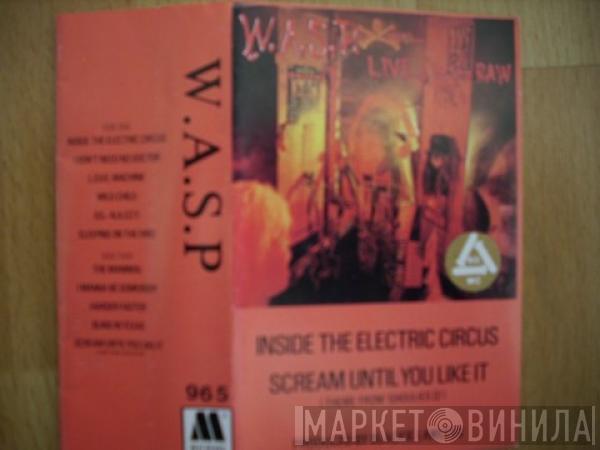 INSIDE THE ELECTRIC CIRCUS
I DON'T NEED NO DOCTOR
L.O.V.E. MACHINE
WILD CHILD
9.5. - N.A.S.T.Y.
SLEEPING (IN THE FIRE)
THE MANIMAL
I WANNA BE SOMEBODY
HARDER FASTER
BLIND IN TEXAS
SCREAM UNTIL YOU LIKE IT
W.A.S.P
965
W.A.S.P.
LIVE
RAW
INSIDE THE ELECTRIC CIRCUS
SCREAM UNTIL YOU LIKE IT
МАРКЕТ ВИНИЛА